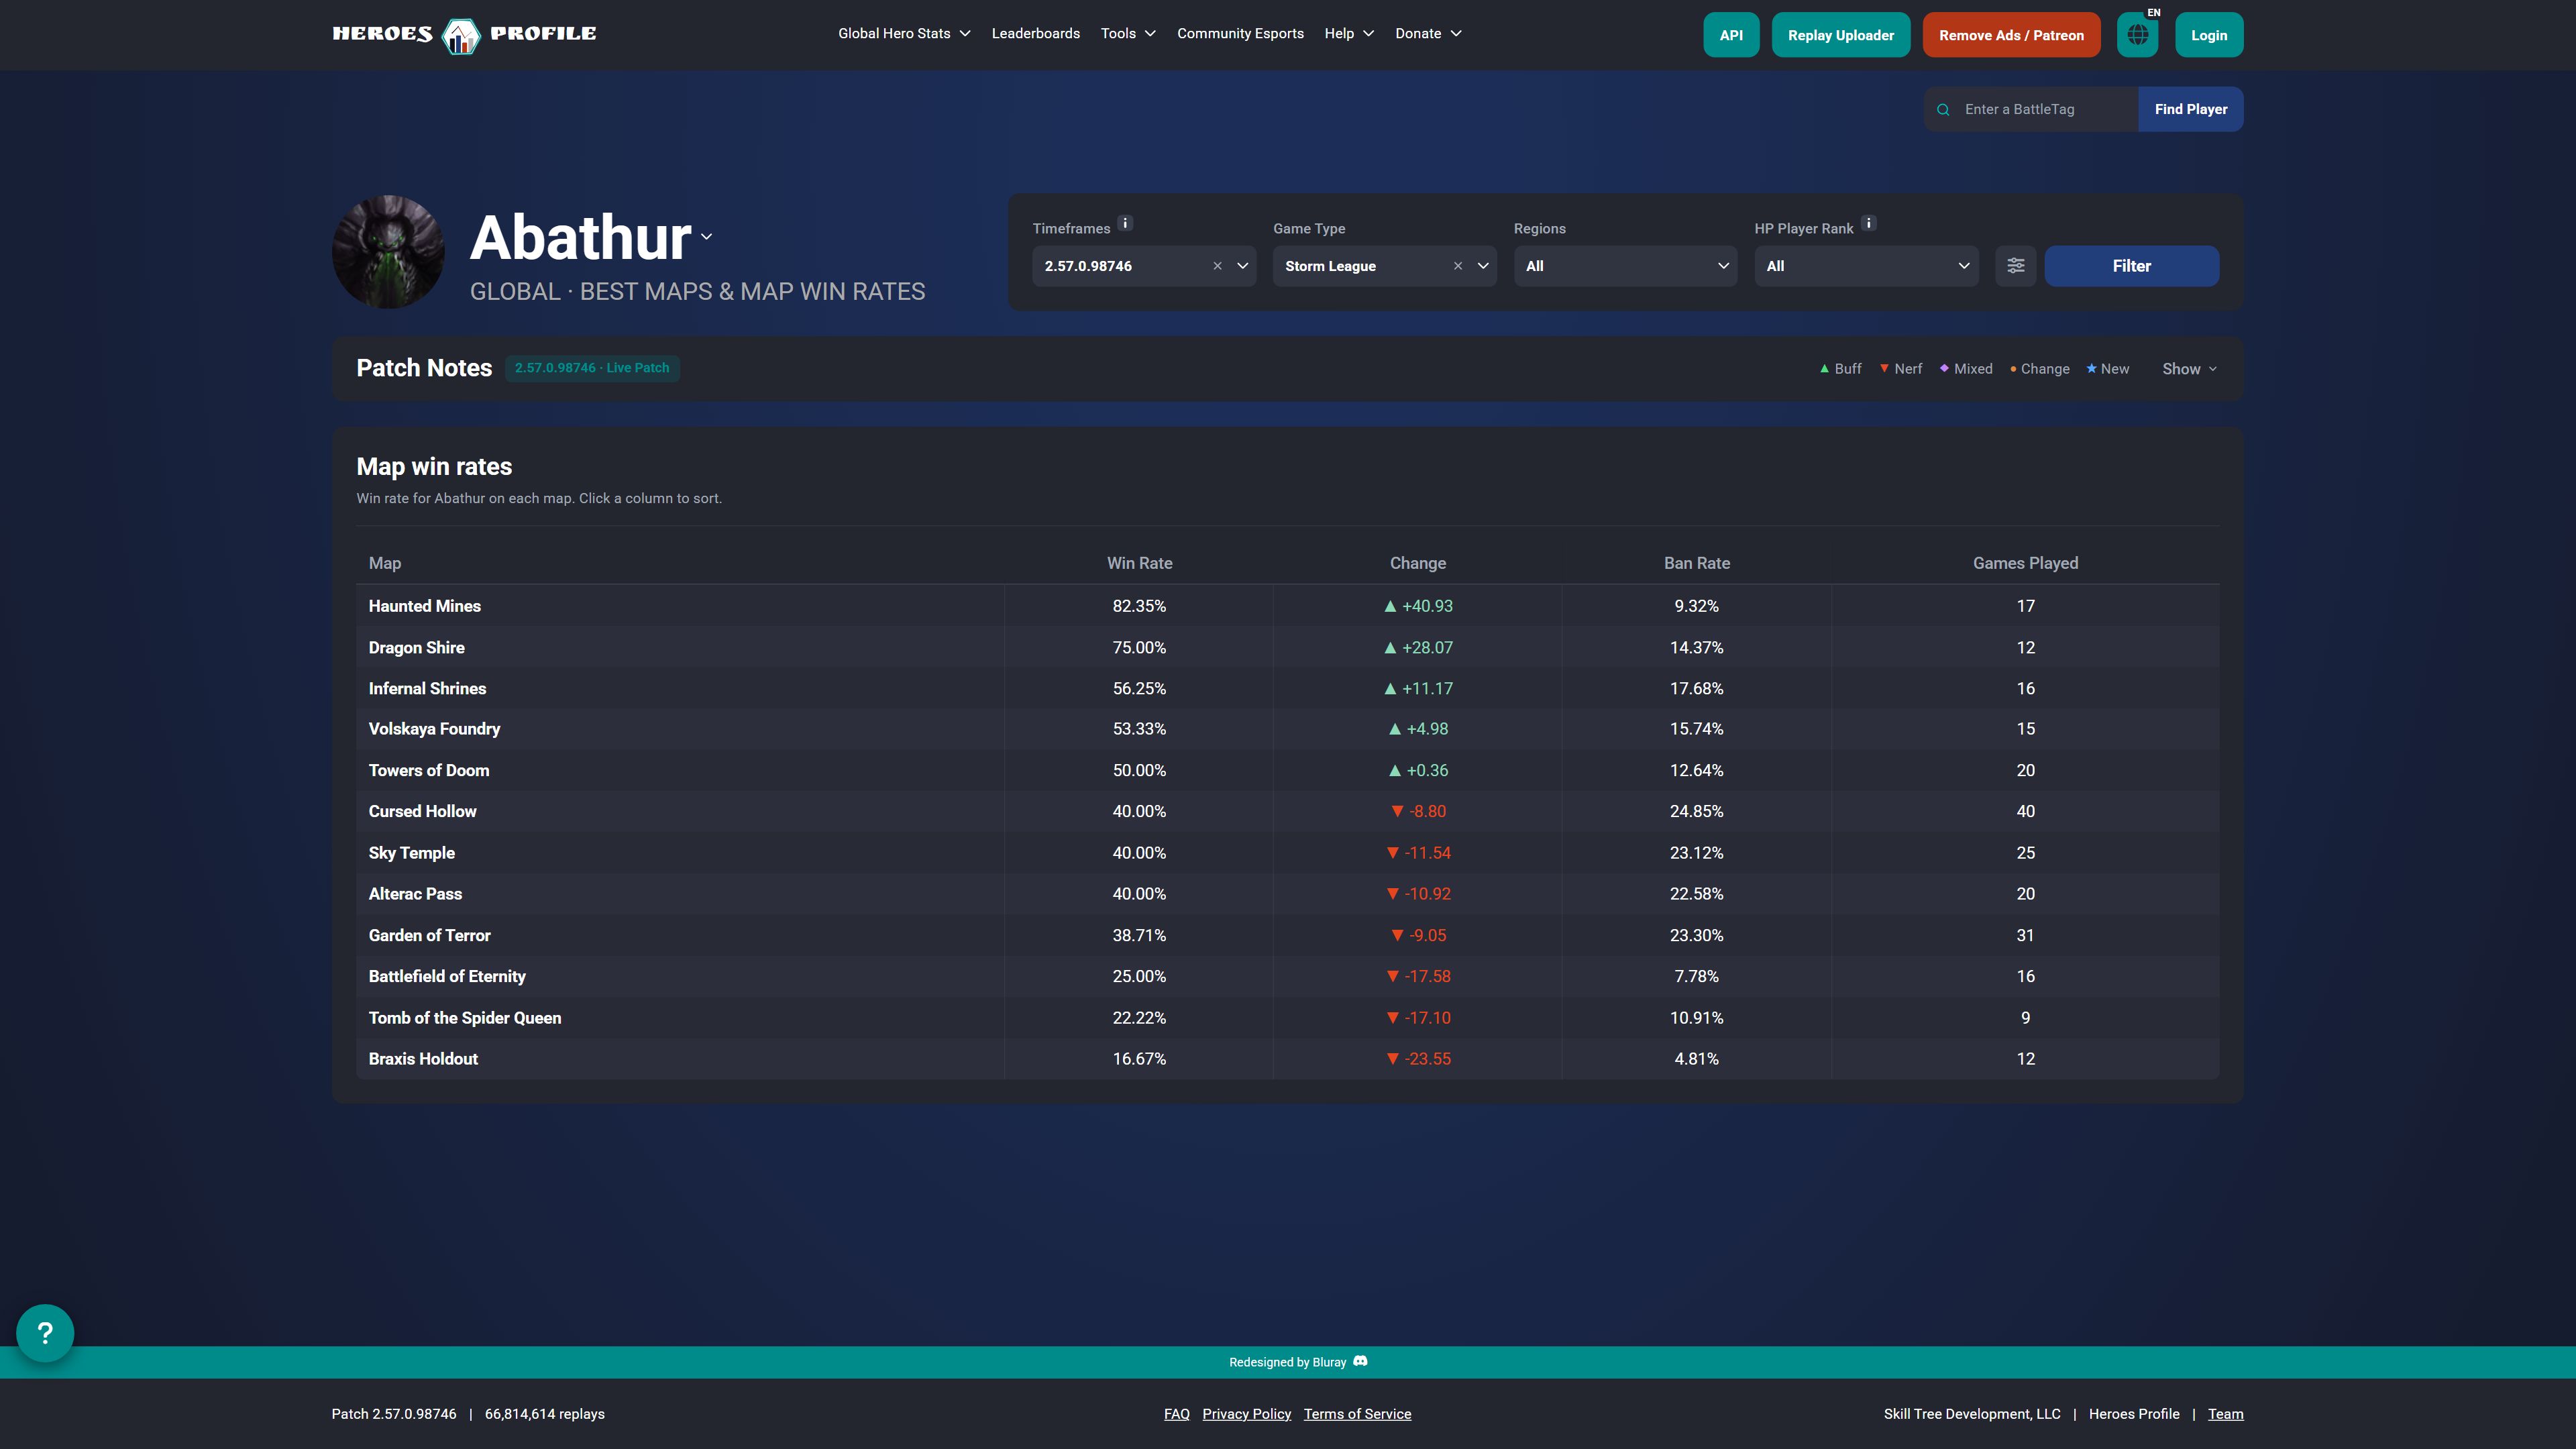 HEROES PROFILE
Global Hero Stats Leaderboards Tools Community Esports Help Donate
API Replay Uploader Remove Ads / Patreon EN Login
Enter a BattleTag Find Player
Abathur
GLOBAL · BEST MAPS & MAP WIN RATES
Timeframes i Game Type Regions HP Player Rank i
2.57.0.98746 × Storm League × All All Filter
Patch Notes 2.57.0.98746 · Live Patch ▲ Buff ▼ Nerf ◆ Mixed ● Change ★ New Show
Map win rates
Win rate for Abathur on each map. Click a column to sort.
Map Win Rate Change Ban Rate Games Played
Haunted Mines 82.35% ▲ +40.93 9.32% 17
Dragon Shire 75.00% ▲ +28.07 14.37% 12
Infernal Shrines 56.25% ▲ +11.17 17.68% 16
Volskaya Foundry 53.33% ▲ +4.98 15.74% 15
Towers of Doom 50.00% ▲ +0.36 12.64% 20
Cursed Hollow 40.00% ▼ -8.80 24.85% 40
Sky Temple 40.00% ▼ -11.54 23.12% 25
Alterac Pass 40.00% ▼ -10.92 22.58% 20
Garden of Terror 38.71% ▼ -9.05 23.30% 31
Battlefield of Eternity 25.00% ▼ -17.58 7.78% 16
Tomb of the Spider Queen 22.22% ▼ -17.10 10.91% 9
Braxis Holdout 16.67% ▼ -23.55 4.81% 12
?
Redesigned by Bluray
Patch 2.57.0.98746 | 66,814,614 replays FAQ Privacy Policy Terms of Service Skill Tree Development, LLC | Heroes Profile | Team